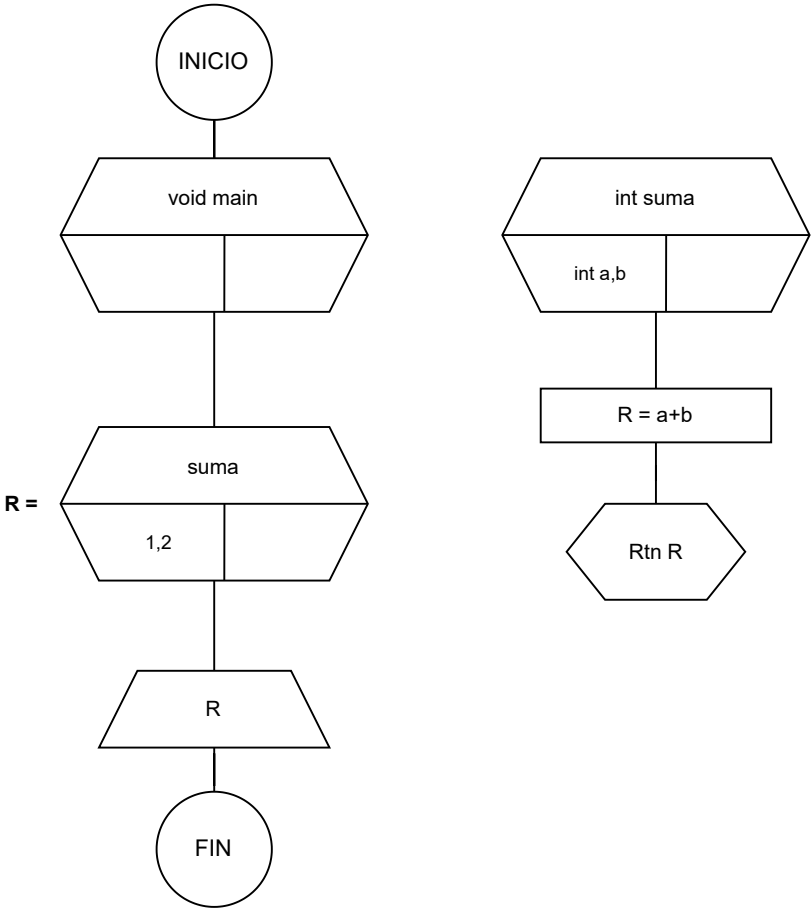 INICIO
void main
R =
suma
1,2
R
FIN
int suma
int a,b
R = a+b
Rtn R